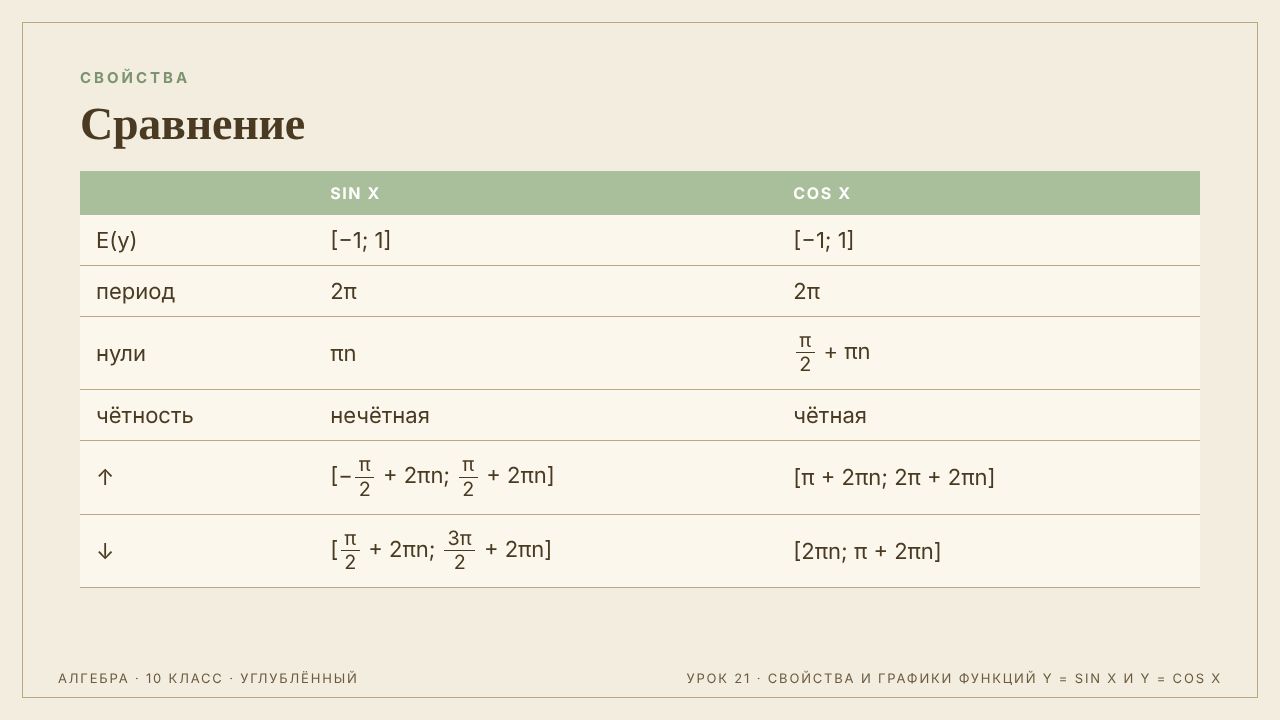 СВОЙСТВА
Сравнение
SIN X COS X
E(y) [−1; 1] [−1; 1]
период 2π 2π
нули πn π/2 + πn
чётность нечётная чётная
↑ [−π/2 + 2πn; π/2 + 2πn] [π + 2πn; 2π + 2πn]
↓ [π/2 + 2πn; 3π/2 + 2πn] [2πn; π + 2πn]
АЛГЕБРА · 10 КЛАСС · УГЛУБЛЁННЫЙ
УРОК 21 · СВОЙСТВА И ГРАФИКИ ФУНКЦИЙ Y = SIN X И Y = COS X